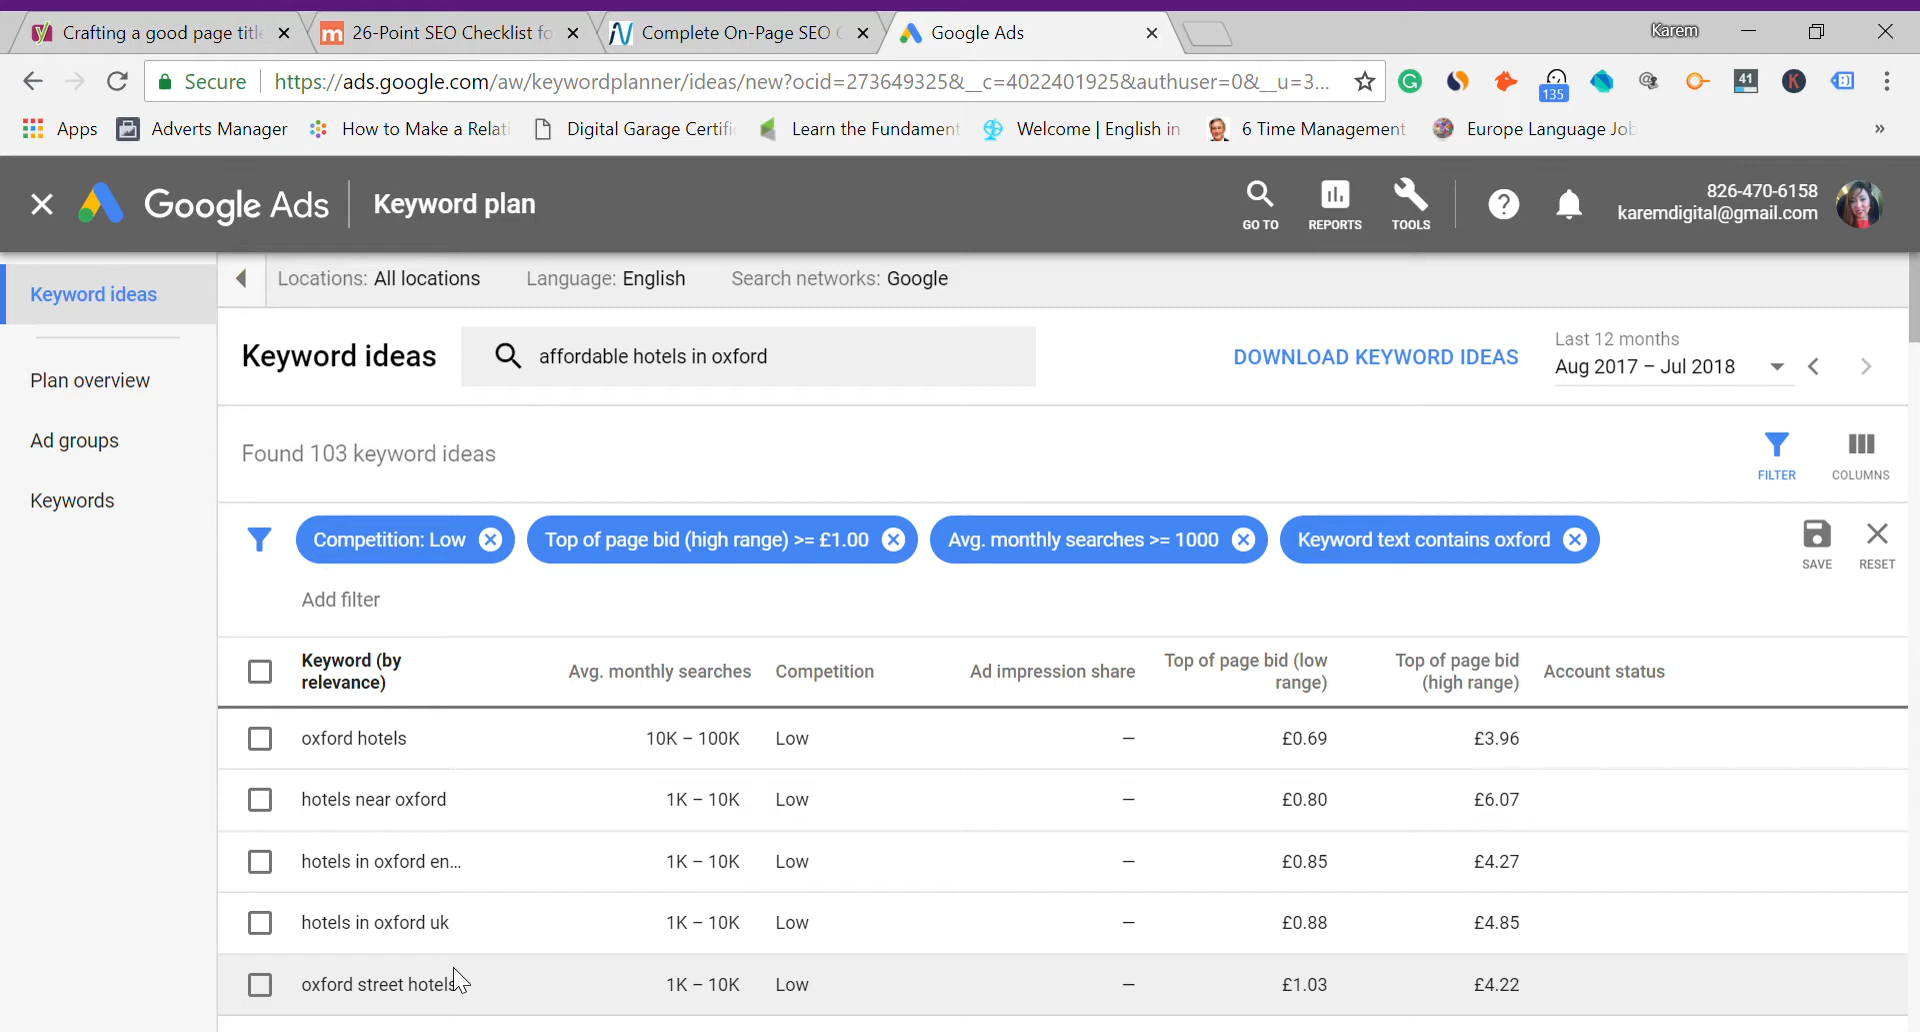 Crafting a good page title
26-Point SEO Checklist fo
Complete On-Page SEO C
Google Ads
Karem
Secure
https://ads.google.com/aw/keywordplanner/ideas/new?ocid=273649325&__c=4022401925&authuser=0&__u=3...
135
41
Apps
Adverts Manager
How to Make a Relati
Digital Garage Certific
Learn the Fundament
Welcome | English in
6 Time Management
Europe Language Job
»
Google Ads
Keyword plan
GO TO
REPORTS
TOOLS
826-470-6158
karemdigital@gmail.com
Keyword ideas
Plan overview
Ad groups
Keywords
Locations: All locations
Language: English
Search networks: Google
Keyword ideas
affordable hotels in oxford
DOWNLOAD KEYWORD IDEAS
Last 12 months
Aug 2017 – Jul 2018
Found 103 keyword ideas
FILTER
COLUMNS
Competition: Low
Top of page bid (high range) >= £1.00
Avg. monthly searches >= 1000
Keyword text contains oxford
SAVE
RESET
Add filter
Keyword (by
relevance)
Avg. monthly searches
Competition
Ad impression share
Top of page bid (low
range)
Top of page bid
(high range)
Account status
oxford hotels 10K – 100K Low – £0.69 £3.96
hotels near oxford 1K – 10K Low – £0.80 £6.07
hotels in oxford en... 1K – 10K Low – £0.85 £4.27
hotels in oxford uk 1K – 10K Low – £0.88 £4.85
oxford street hotels 1K – 10K Low – £1.03 £4.22